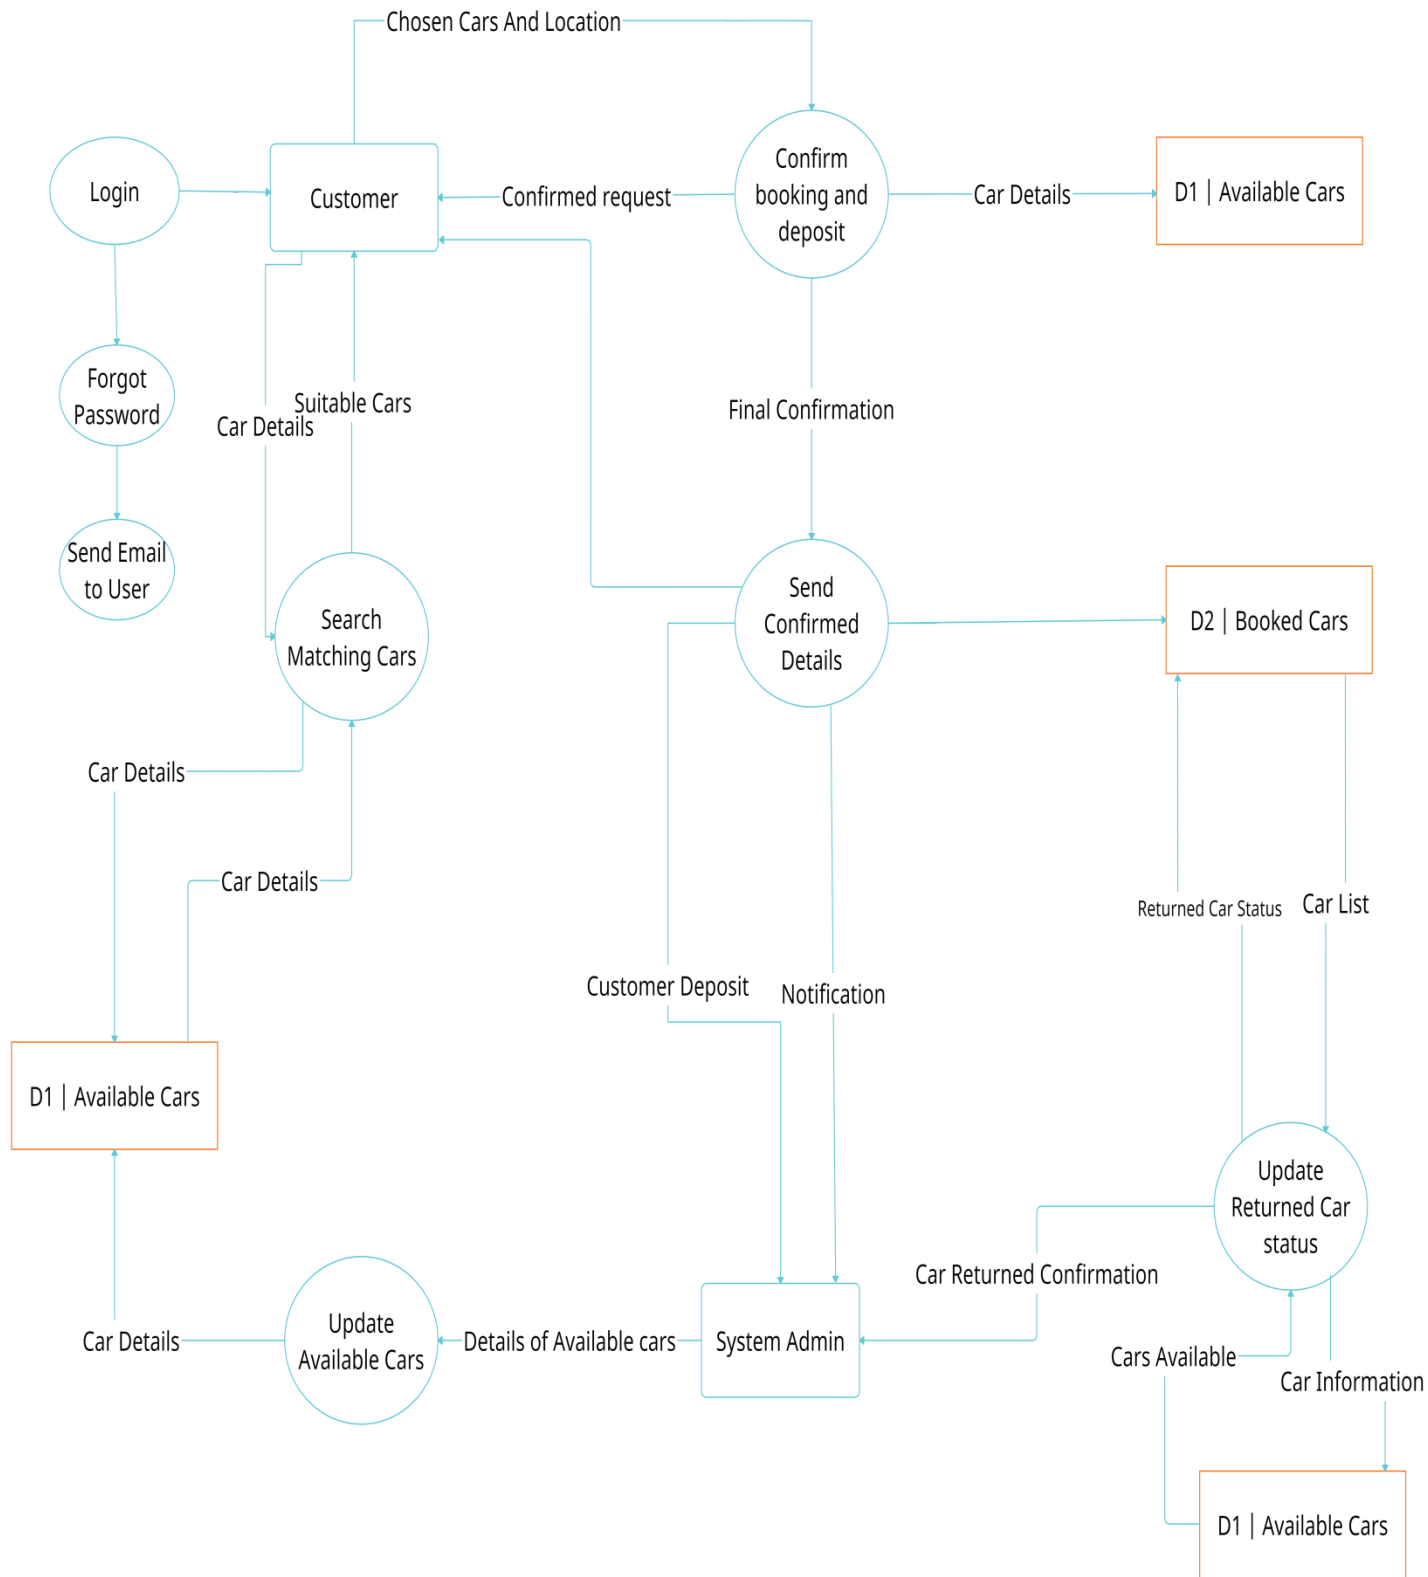 Chosen Cars And Location
Login
Customer
Confirmed request
Confirm
booking and
deposit
Car Details
D1 | Available Cars
Forgot
Password
Suitable Cars
Car Details
Final Confirmation
Send Email
to User
Search
Matching Cars
Send
Confirmed
Details
D2 | Booked Cars
Car Details
Car Details
Returned Car Status
Car List
Customer Deposit
Notification
D1 | Available Cars
Update
Returned Car
status
Car Returned Confirmation
Car Details
Update
Available Cars
Details of Available cars
System Admin
Cars Available
Car Information
D1 | Available Cars